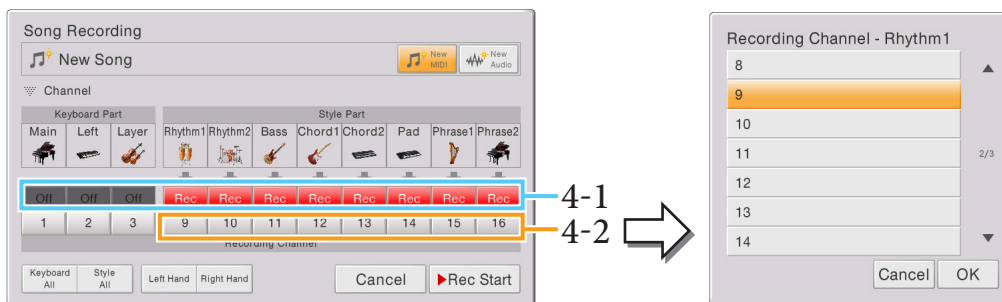 Song Recording
New Song
New MIDI
New Audio
Channel
Keyboard Part
Style Part
Main Left Layer Rhythm1 Rhythm2 Bass Chord1 Chord2 Pad Phrase1 Phrase2
Off Off Off Rec Rec Rec Rec Rec Rec Rec Rec
4-1
1 2 3 9 10 11 12 13 14 15 16
4-2
Recording Channel
Keyboard All
Style All
Left Hand
Right Hand
Cancel
Rec Start
Recording Channel - Rhythm1
8
9
10
11
2/3
12
13
14
Cancel
OK